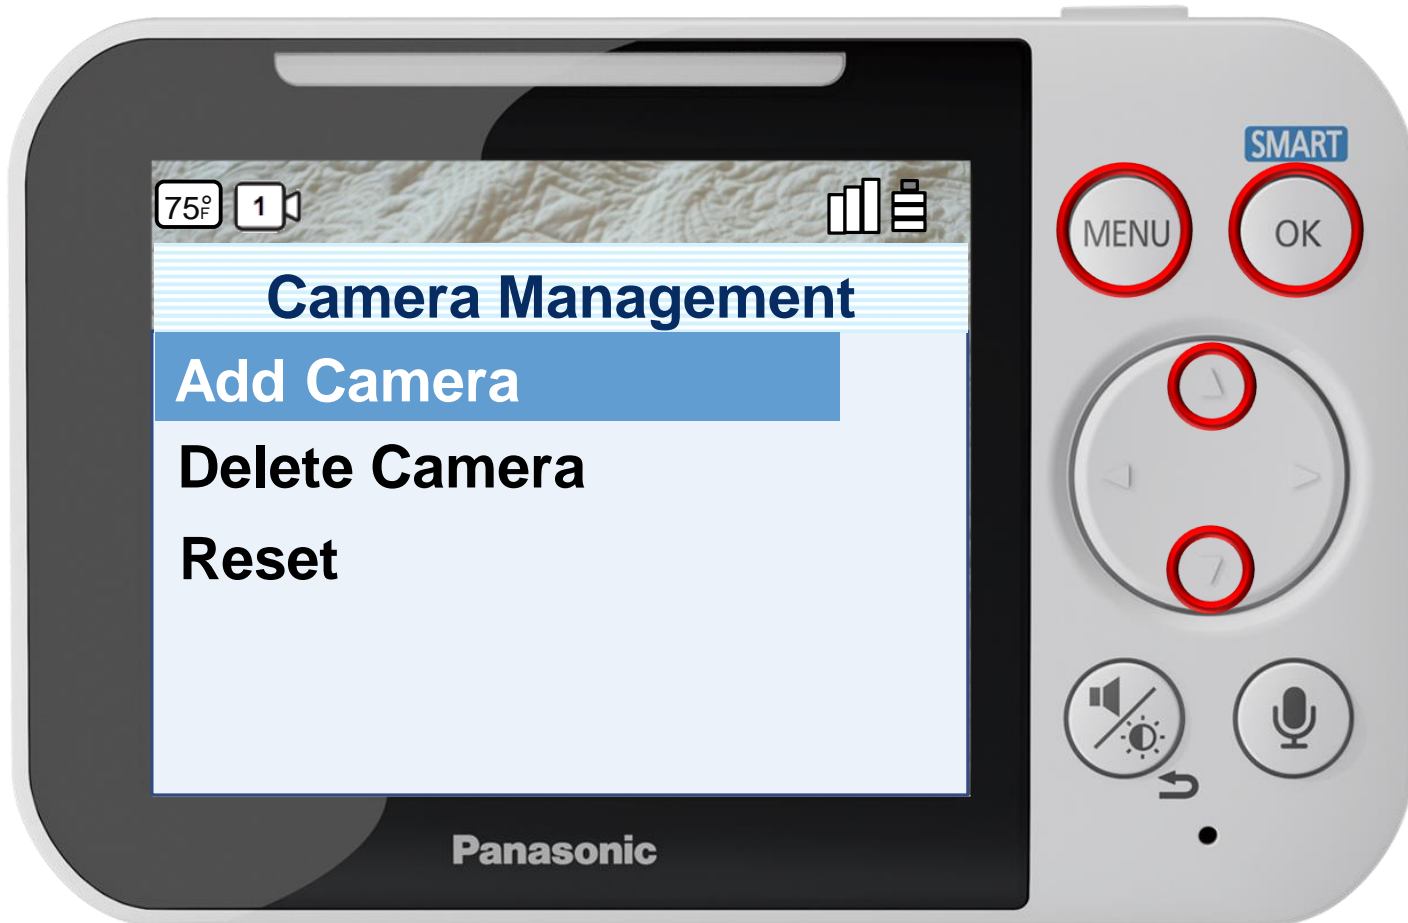 SMART
75°F 1
MENU OK
Camera Management
Add Camera
Delete Camera
Reset
Panasonic